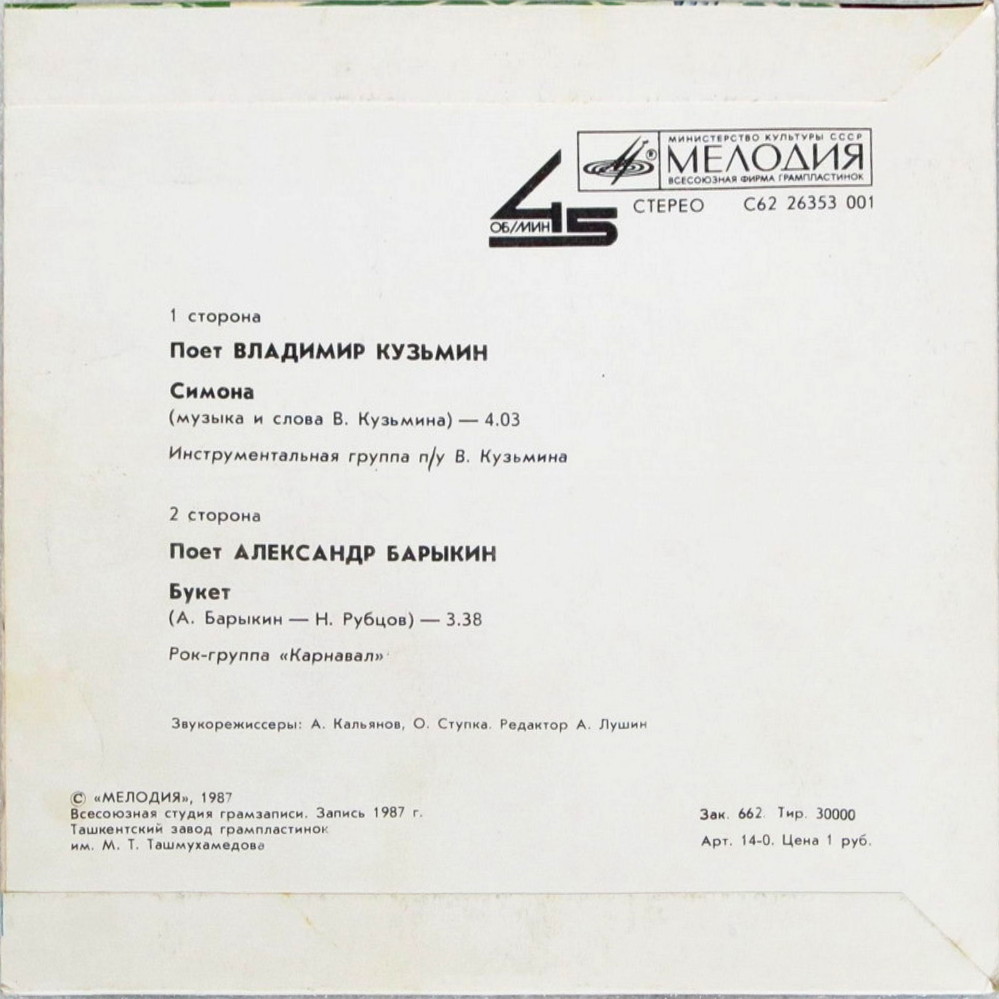 МИНИСТЕРСТВО КУЛЬТУРЫ СССР
® МЕЛОДИЯ
ВСЕСОЮЗНАЯ ФИРМА ГРАМПЛАСТИНОК
45 ОБ/МИН
СТЕРЕО С62 26353 001
1 сторона
Поет ВЛАДИМИР КУЗЬМИН
Симона
(музыка и слова В. Кузьмина) — 4.03
Инструментальная группа п/у В. Кузьмина
2 сторона
Поет АЛЕКСАНДР БАРЫКИН
Букет
(А. Барыкин — Н. Рубцов) — 3.38
Рок-группа «Карнавал»
Звукорежиссеры: А. Кальянов, О. Ступка. Редактор А. Лушин
© «МЕЛОДИЯ», 1987
Всесоюзная студия грамзаписи. Запись 1987 г.
Ташкентский завод грампластинок
им. М. Т. Ташмухамедова
Зак. 662. Тир. 30000
Арт. 14-0. Цена 1 руб.